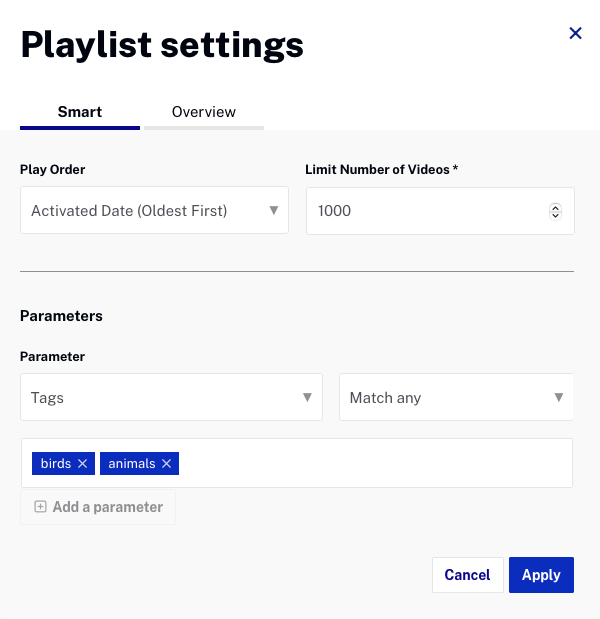 Playlist settings
Smart Overview
Play Order Limit Number of Videos *
Activated Date (Oldest First) 1000
Parameters
Parameter
Tags Match any
birds animals
Add a parameter
Cancel Apply